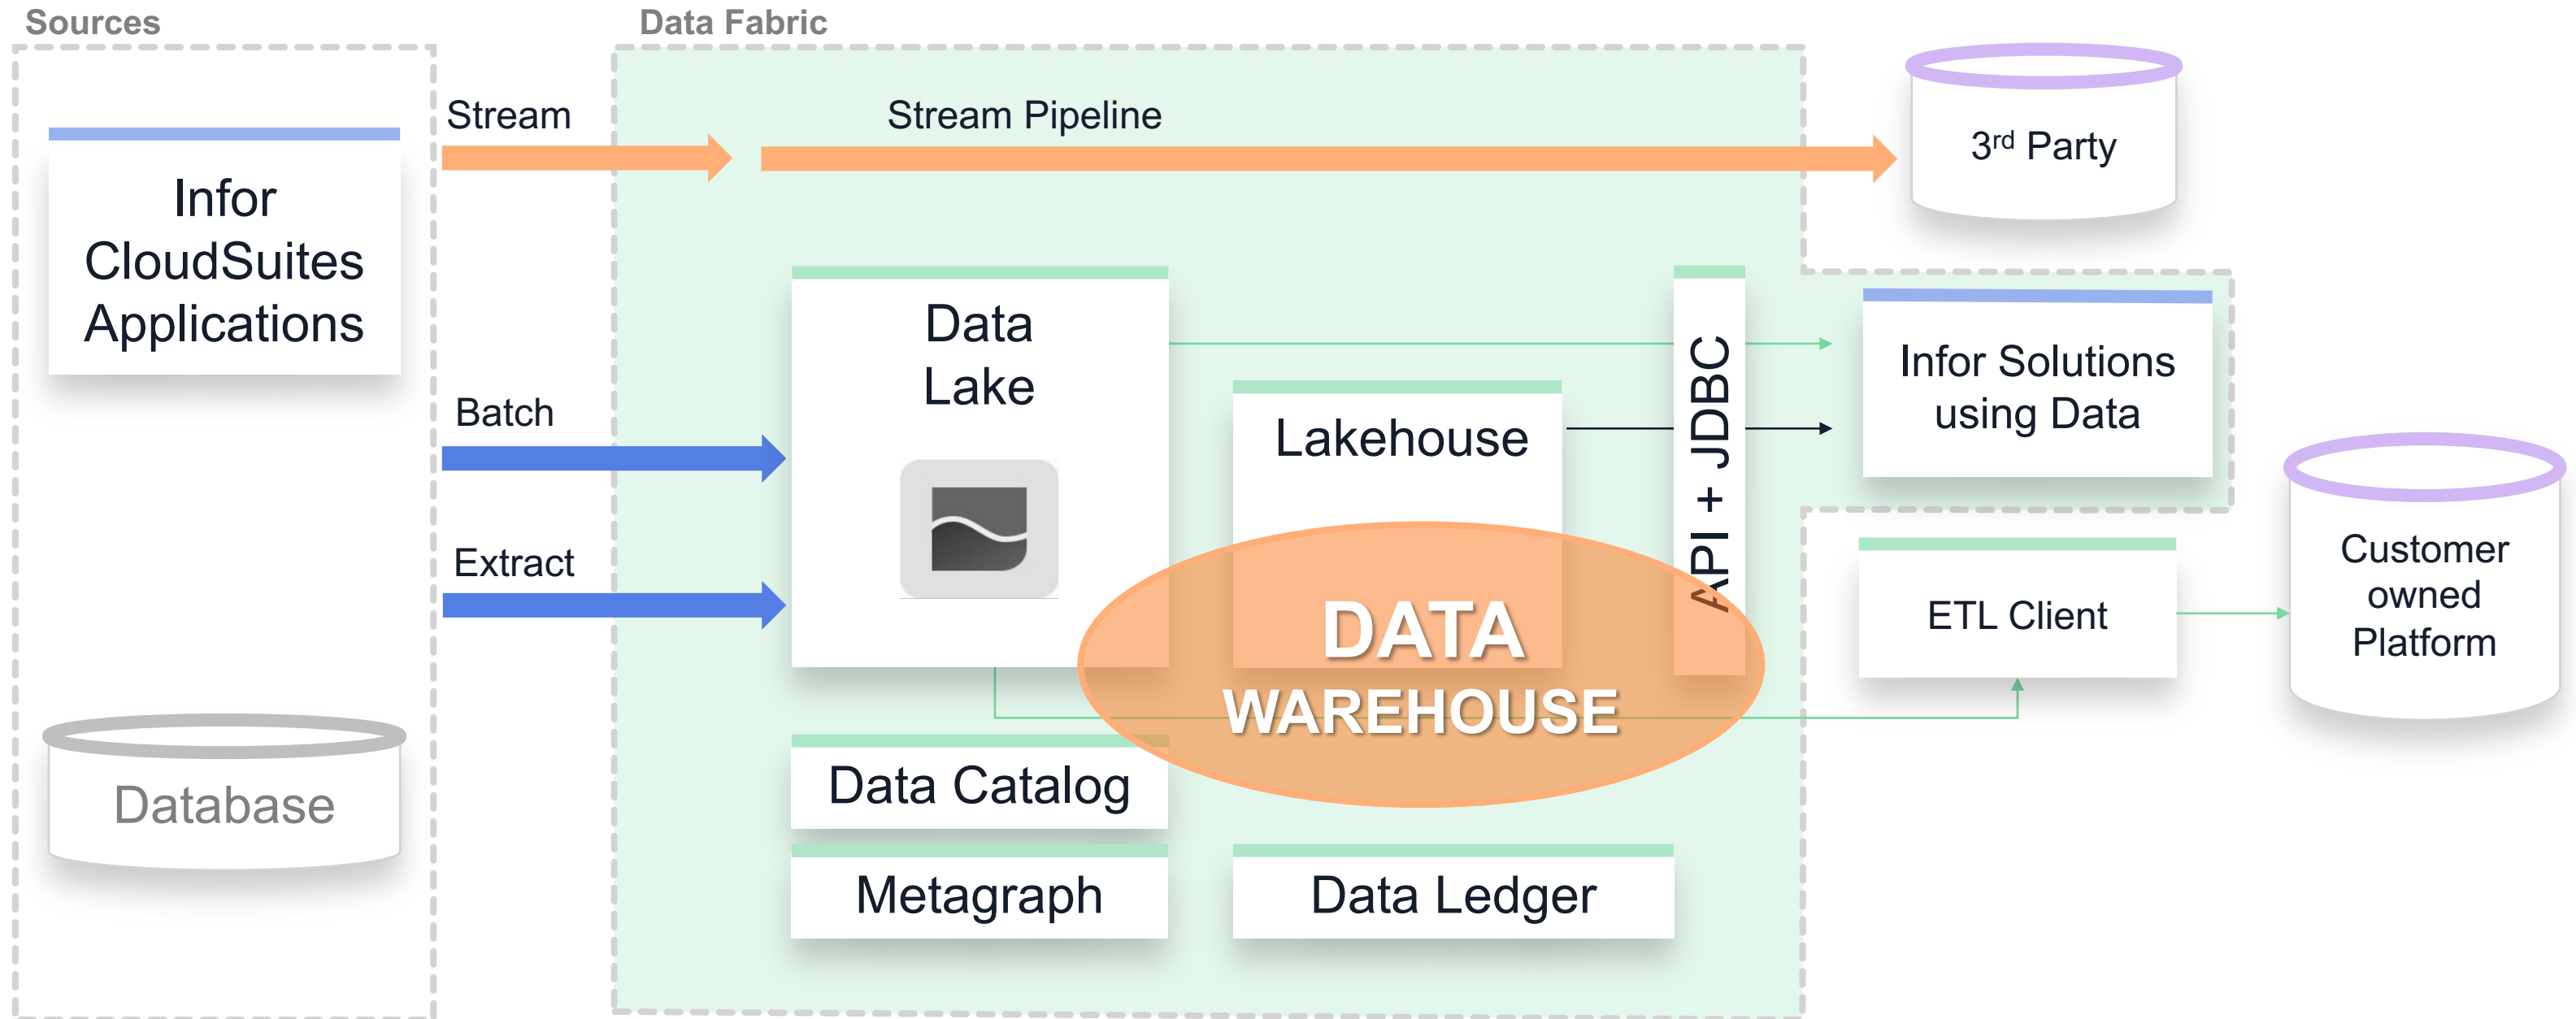 Sources
Data Fabric
Stream
Stream Pipeline
3rd Party
Infor
CloudSuites
Applications
Data
Lake
Infor Solutions
using Data
API + JDBC
Batch
Lakehouse
Extract
Customer
owned
Platform
ETL Client
DATA
WAREHOUSE
Database
Data Catalog
Metagraph
Data Ledger